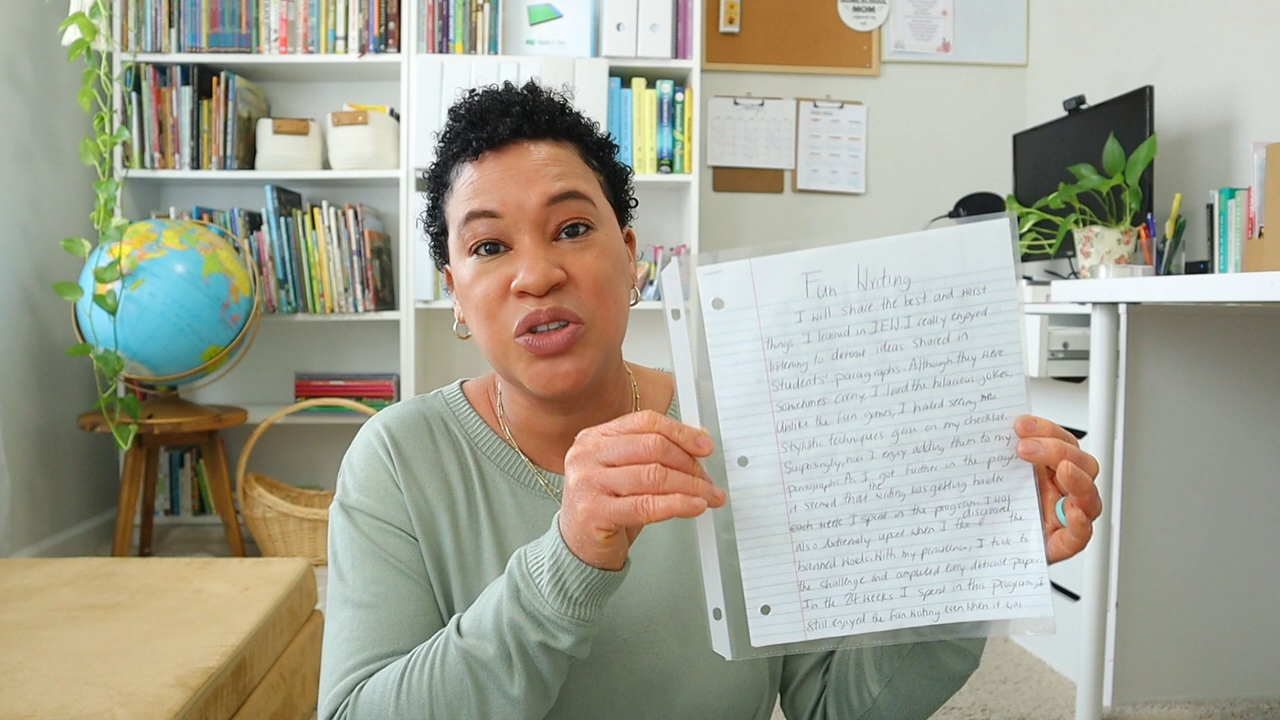 MOM
Fun Writing
I will share the best and worst
things I learned in IEW. I really enjoyed
listening to different ideas shared in
students' paragraphs. Although they were
sometimes corny, I loved the hilarious jokes.
Unlike the fun games, I hated seeing
stylistic techniques grow on my checklist.
Surprisingly, now I enjoy adding them to my
paragraphs. As I got further in the program
it seemed that the writing was getting harder
each week I spent in the program. I was
also extremely upset when I the
banned words. With my persistence, I took to
the challenge and every difficult paper.
In the 24 weeks I spent in this program, I
still enjoyed the fun writing even when it was